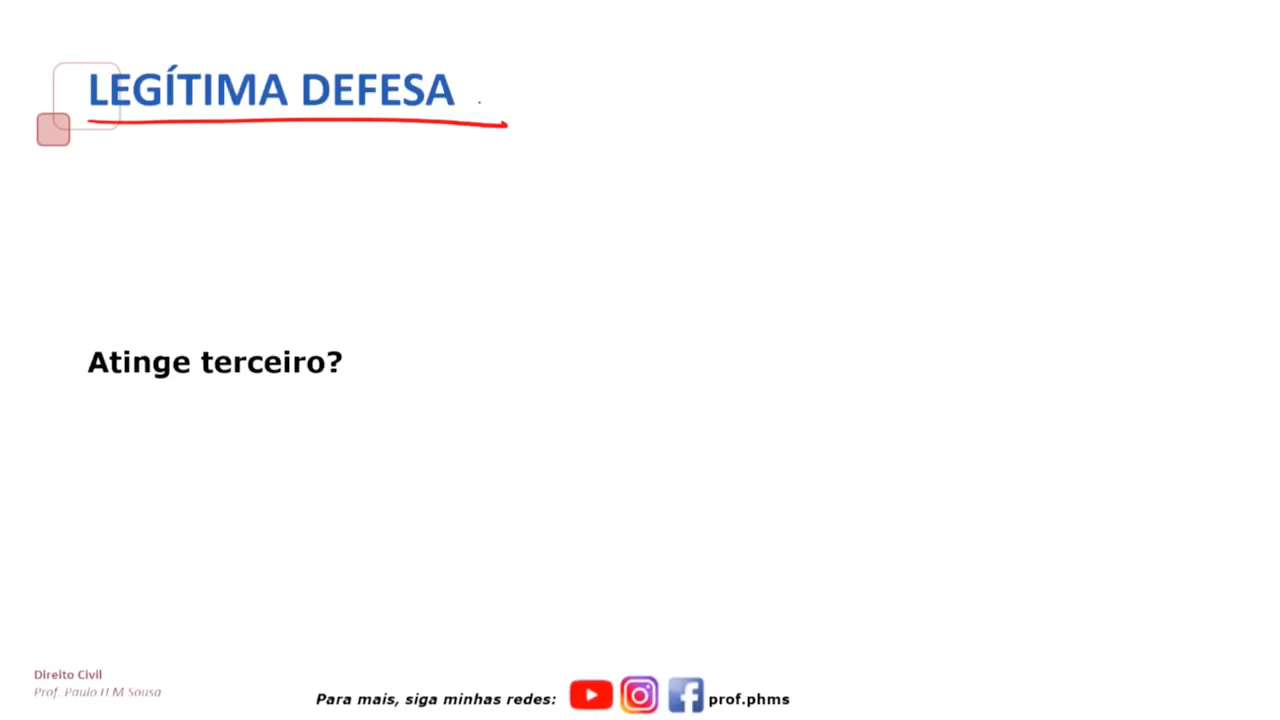 LEGÍTIMA DEFESA
Atinge terceiro?
Direito Civil
Prof. Paulo H M Sousa
Para mais, siga minhas redes: prof.phms